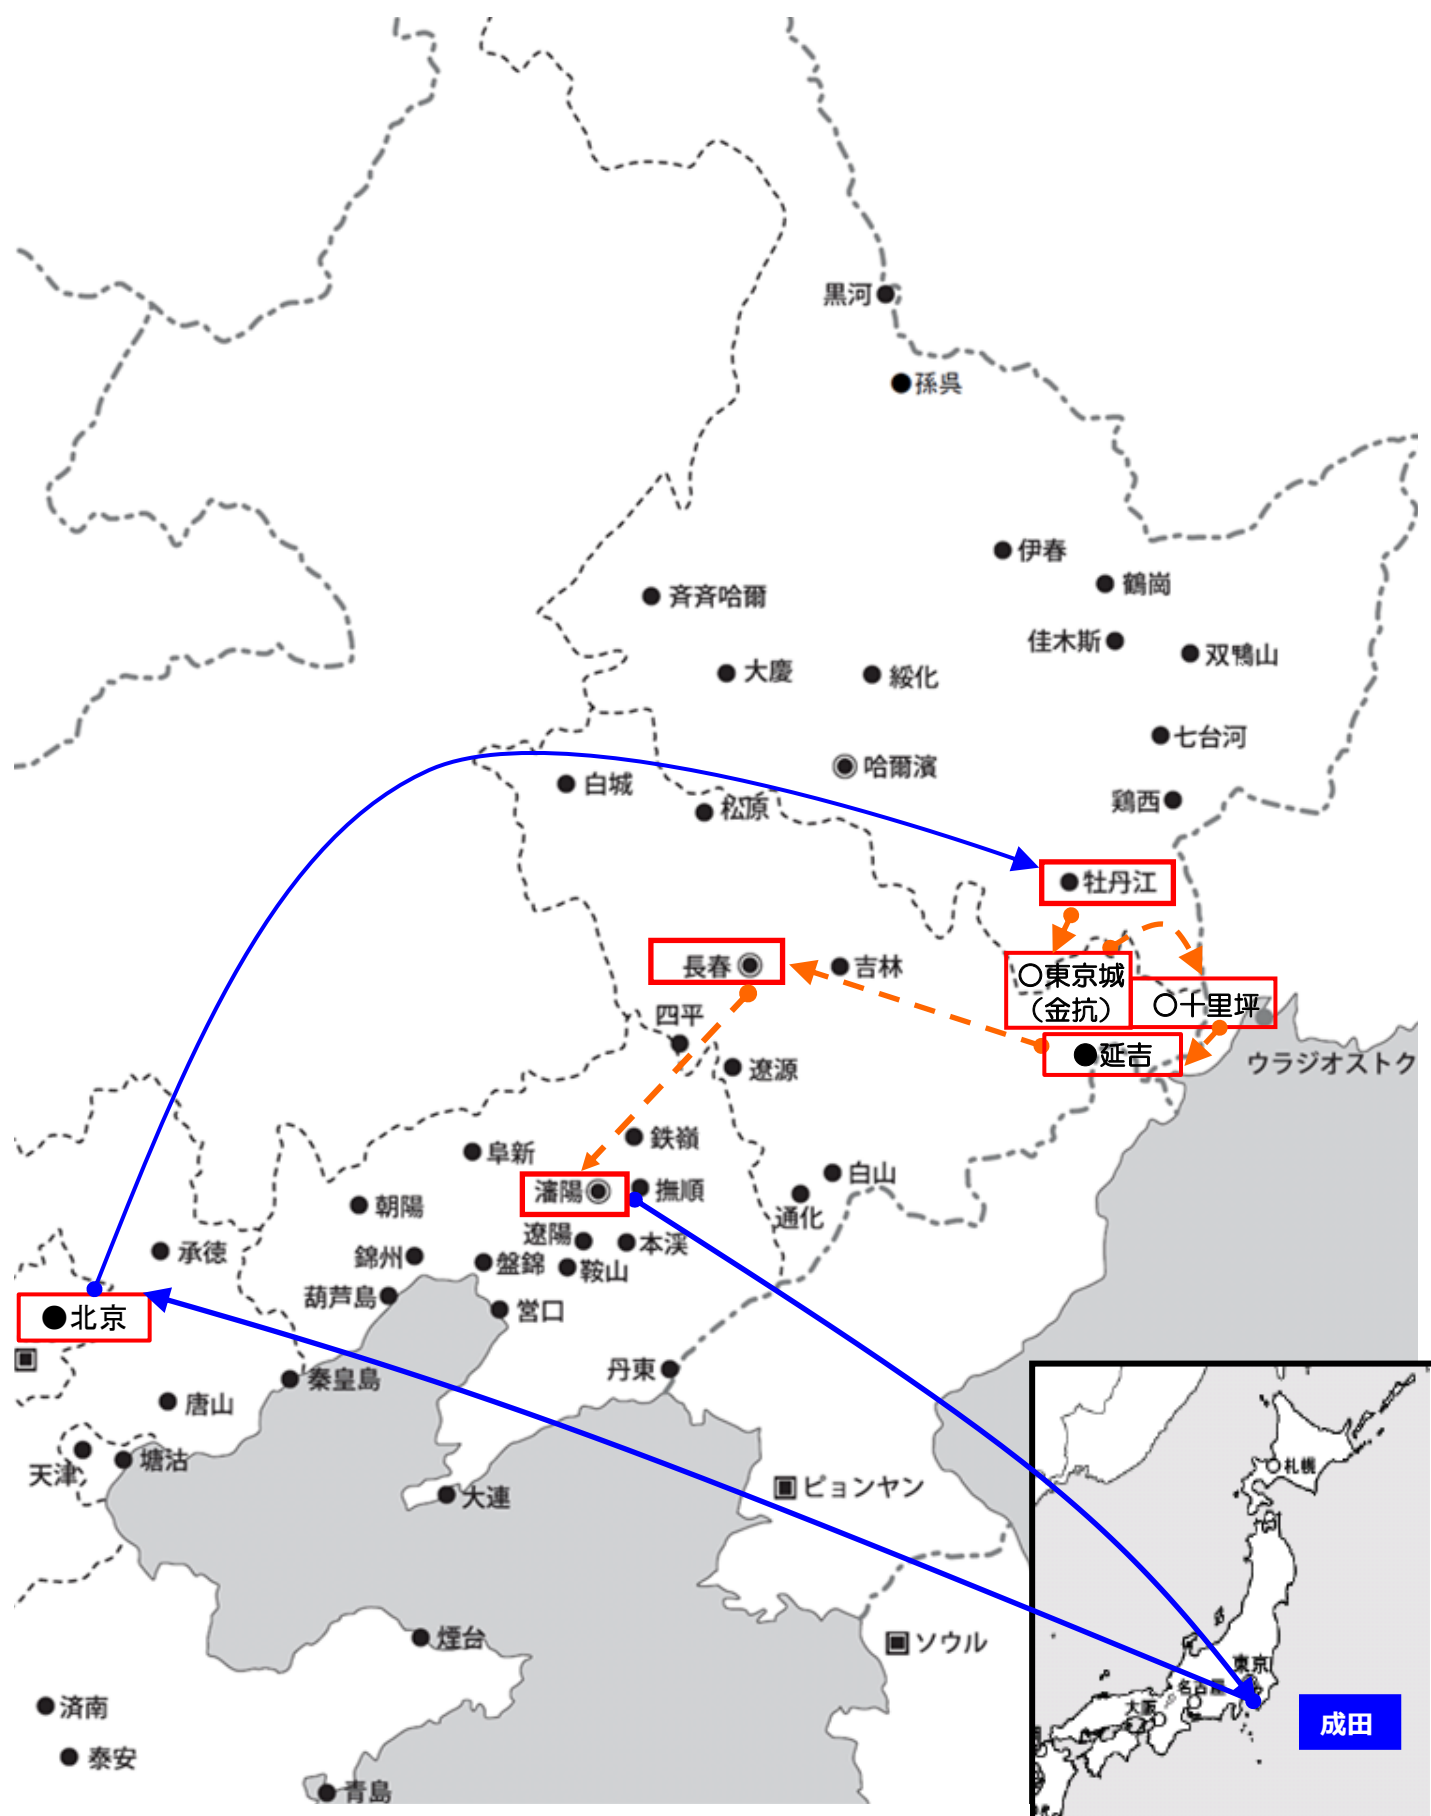 黒河
孫呉
伊春
鶴崗
斉斉哈爾
佳木斯
双鴨山
大慶
綏化
七台河
哈爾濱
白城
松原
鶏西
牡丹江
長春
吉林
東京城
(金抗)
十里坪
四平
延吉
ウラジオストク
遼源
鉄嶺
阜新
瀋陽
撫順
白山
通化
朝陽
遼陽
本渓
承徳
錦州
盤錦
鞍山
葫芦島
営口
北京
丹東
秦皇島
唐山
天津
塘沽
大連
ピョンヤン
札幌
煙台
ソウル
東京
名古屋
大阪
成田
済南
泰安
青島